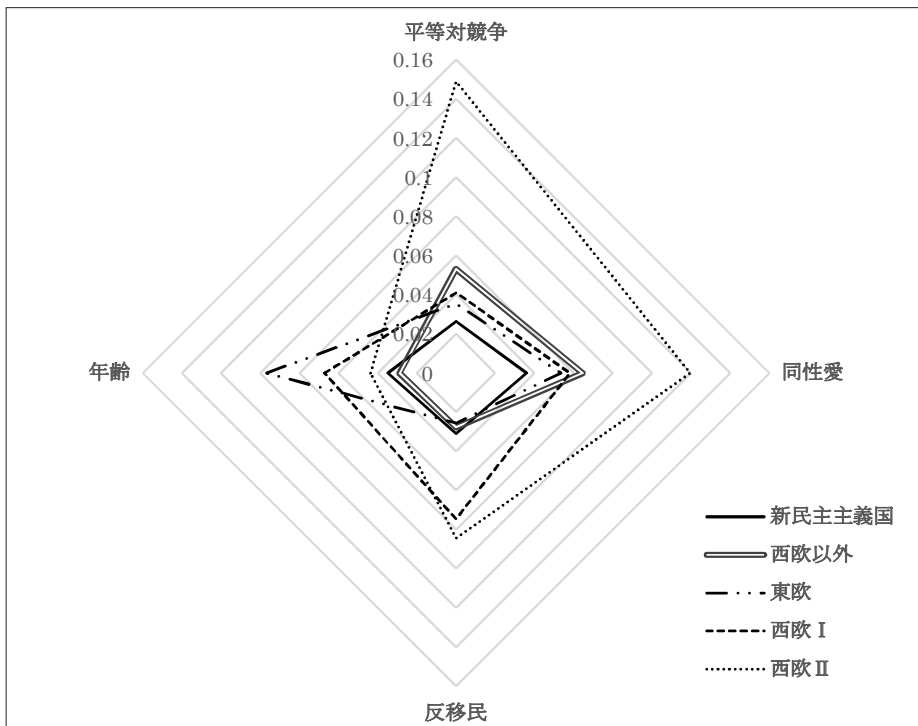 平等対競争
0.16
0.14
0.12
0.1
0.08
0.06
0.04
0.02
0
年齢
同性愛
反移民
新民主主義国
西欧以外
東欧
西欧Ⅰ
西欧Ⅱ